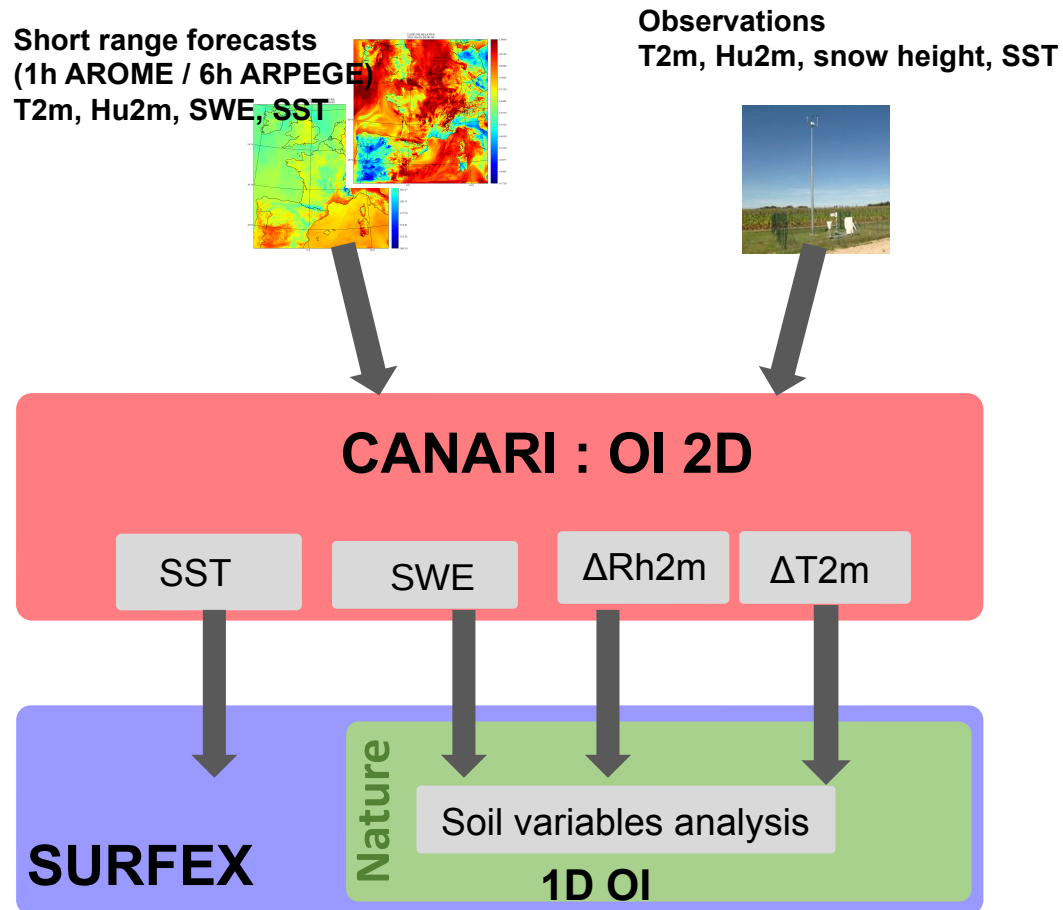 Short range forecasts
(1h AROME / 6h ARPEGE)
T2m, Hu2m, SWE, SST
Observations
T2m, Hu2m, snow height, SST
CANARI : OI 2D
SST
SWE
ΔRh2m
ΔT2m
Nature
Soil variables analysis
SURFEX
1D OI